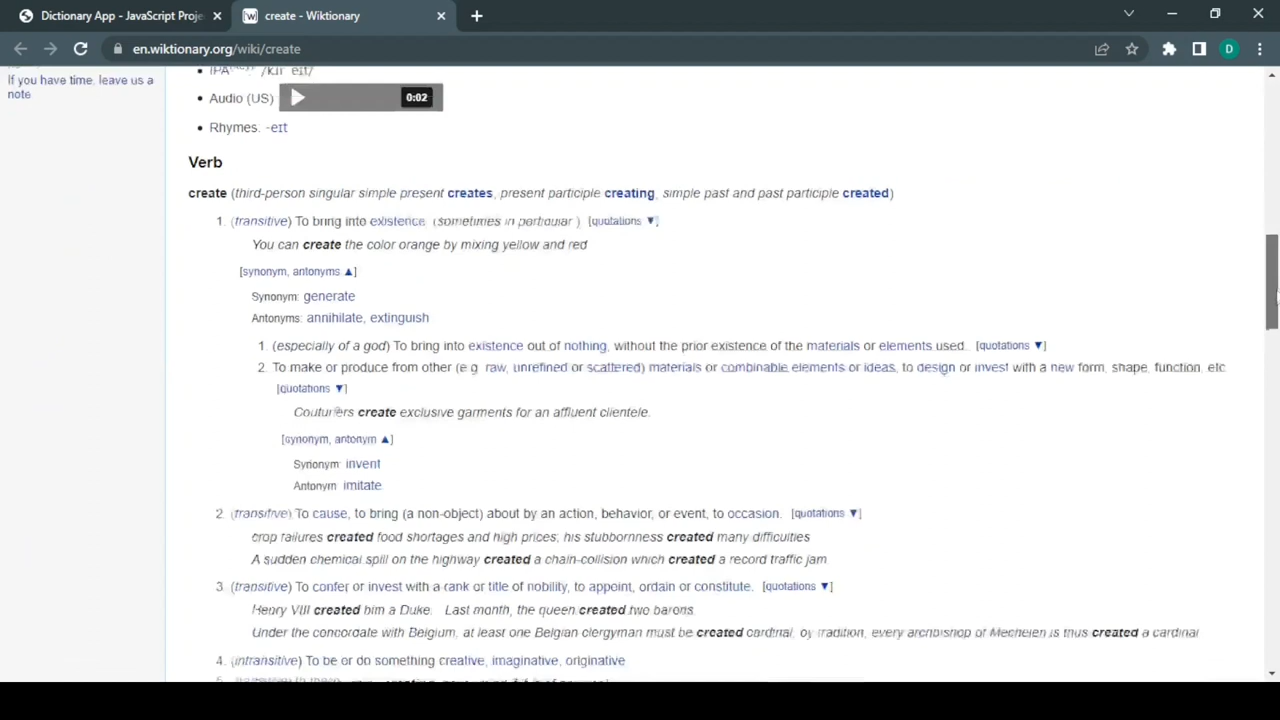 Dictionary App - JavaScript Proje
create - Wiktionary
en.wiktionary.org/wiki/create
D
If you have time, leave us a
note
IPA
Audio (US)
0:02
Rhymes: -eɪt
Verb
create (third-person singular simple present creates, present participle creating, simple past and past participle created)
1. (transitive) To bring into existence (sometimes in particular ) [quotations ▼]
You can create the color orange by mixing yellow and red
[synonym, antonyms ▲]
Synonym: generate
Antonyms: annihilate, extinguish
1. (especially of a god) To bring into existence out of nothing, without the prior existence of the materials or elements used. [quotations ▼]
2. To make or produce from other (e.g. raw, unrefined or scattered) materials or combinable elements or ideas, to design or invest with a new form, shape, function, etc
[quotations ▼]
Couturiers create exclusive garments for an affluent clientele.
[synonym, antonym ▲]
Synonym: invent
Antonym imitate
2. (transitive) To cause, to bring (a non-object) about by an action, behavior, or event, to occasion. [quotations ▼]
crop failures created food shortages and high prices; his stubbornness created many difficulties
A sudden chemical spill on the highway created a chain-collision which created a record traffic jam
3. (transitive) To confer or invest with a rank or title of nobility, to appoint, ordain or constitute. [quotations ▼]
Henry VIII created him a Duke. Last month, the queen created two barons.
Under the concordate with Belgium, at least one Belgian clergyman must be created cardinal, by tradition, every archbishop of Mechelen is thus created a cardinal
4. (intransitive) To be or do something creative, imaginative, originative